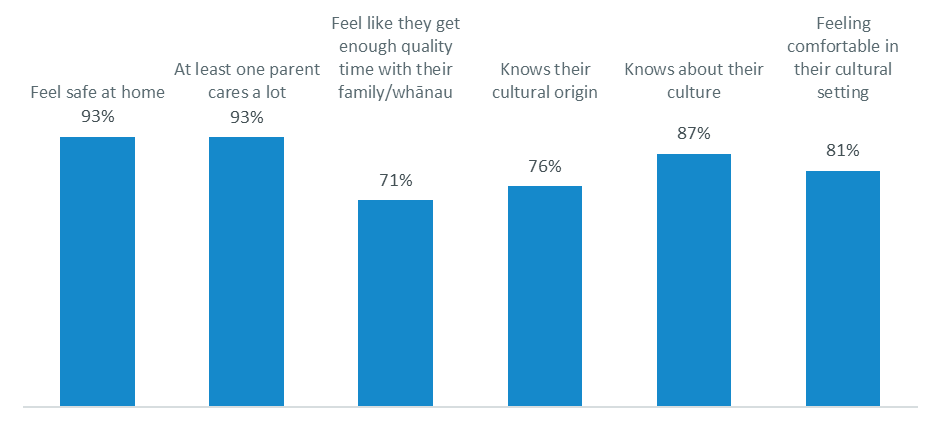 Feel safe at home
93%
At least one parent
cares a lot
93%
Feel like they get
enough quality
time with their
family/whānau
71%
Knows their
cultural origin
76%
Knows about their
culture
87%
Feeling
comfortable in
their cultural
setting
81%